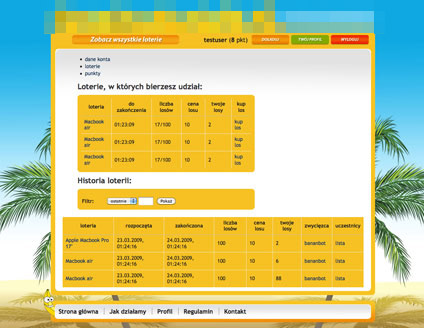 Zobacz wszystkie loterie
testuser (8 pkt)
DOŁADUJ
TWÓJ PROFIL
WYLOGUJ
dane konta
loterie
punkty
Loterie, w których bierzesz udział:
loteria do zakończenia liczba losów cena losu twoje losy kup los
Macbook air 01:23:09 17/100 10 2 kup los
Macbook air 01:23:09 17/100 10 2 kup los
Macbook air 01:23:09 17/100 10 2 kup los
Historia loterii:
Filtr: ostatnie Pokaż
loteria rozpoczęta zakończona liczba losów cena losu twoje losy zwycięzca uczestnicy
Apple Macbook Pro 17" 23.03.2009, 01:24:16 24.03.2009, 01:24:16 100 10 2 bananbot lista
Macbook air 23.03.2009, 01:24:16 24.03.2009, 01:24:16 100 10 6 bananbot lista
Macbook air 23.03.2009, 01:24:16 24.03.2009, 01:24:16 100 10 88 bananbot lista
Strona główna | Jak działamy | Profil | Regulamin | Kontakt